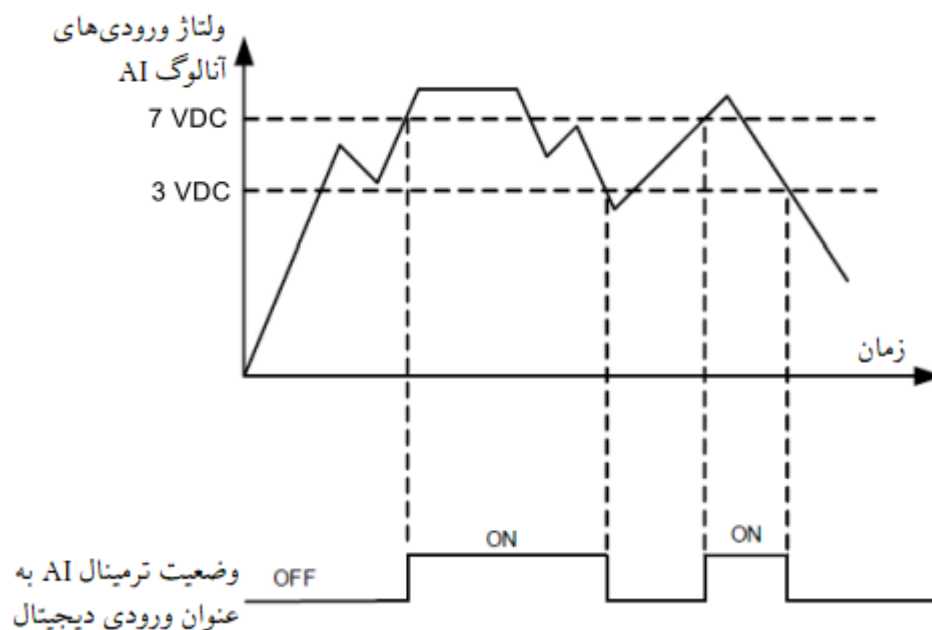 ولتاژ ورودی‌های
آنالوگ AI
7 VDC
3 VDC
زمان
ON
ON
OFF
وضعیت ترمینال AI به
عنوان ورودی دیجیتال